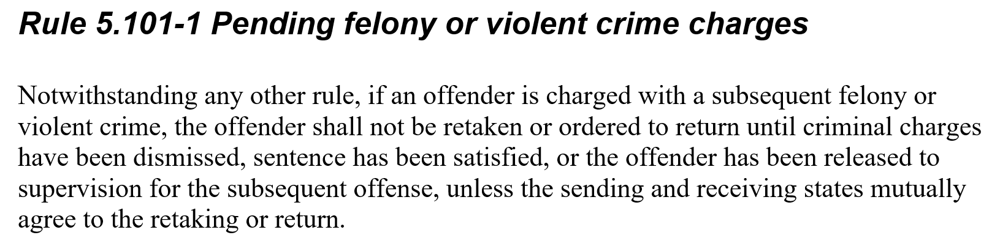 Rule 5.101-1 Pending felony or violent crime charges
Notwithstanding any other rule, if an offender is charged with a subsequent felony or
violent crime, the offender shall not be retaken or ordered to return until criminal charges
have been dismissed, sentence has been satisfied, or the offender has been released to
supervision for the subsequent offense, unless the sending and receiving states mutually
agree to the retaking or return.